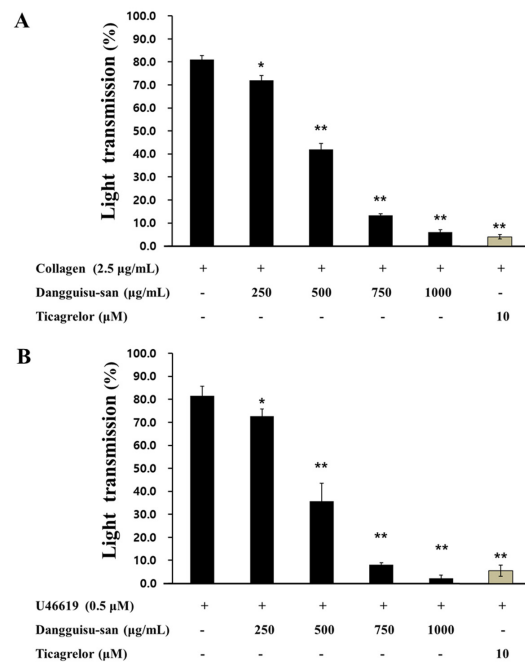 A
Light transmission (%)
100.0
90.0
80.0
70.0
60.0
50.0
40.0
30.0
20.0
10.0
0.0
* ** ** ** **
Collagen (2.5 µg/mL) + + + + + +
Dangguisu-san (µg/mL) - 250 500 750 1000 -
Ticagrelor (µM) - - - - - 10
B
Light transmission (%)
100.0
90.0
80.0
70.0
60.0
50.0
40.0
30.0
20.0
10.0
0.0
* ** ** ** **
U46619 (0.5 µM) + + + + + +
Dangguisu-san (µg/mL) - 250 500 750 1000 -
Ticagrelor (µM) - - - - - 10